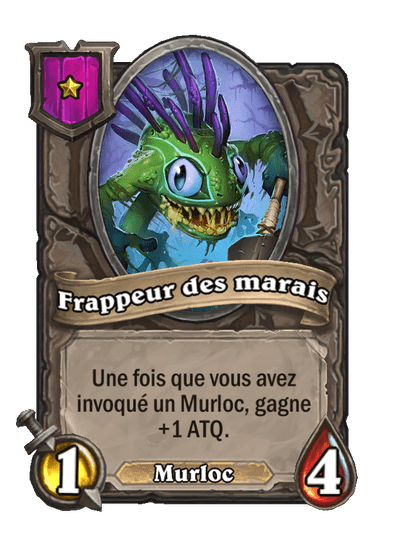 Frappeur des marais
Une fois que vous avez
invoqué un Murloc, gagne
+1 ATQ.
1
Murloc
4